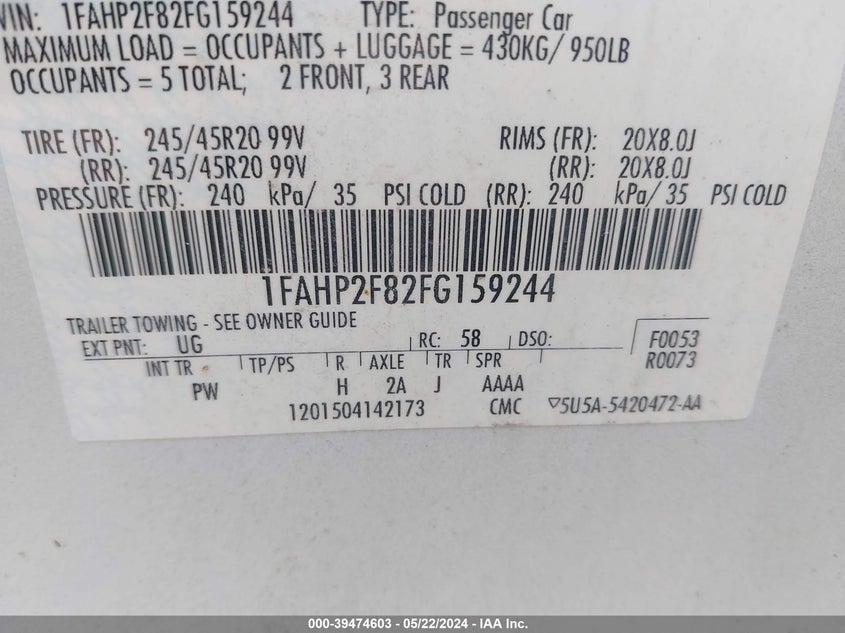 VIN: 1FAHP2F82FG159244 TYPE: Passenger Car
MAXIMUM LOAD = OCCUPANTS + LUGGAGE = 430KG/ 950LB
OCCUPANTS = 5 TOTAL; 2 FRONT, 3 REAR
TIRE (FR): 245/45R20 99V RIMS (FR): 20X8.0J
(RR): 245/45R20 99V (RR): 20X8.0J
PRESSURE (FR): 240 kPa/ 35 PSI COLD (RR): 240 kPa/ 35 PSI COLD
1FAHP2F82FG159244
TRAILER TOWING - SEE OWNER GUIDE
EXT PNT: UG RC: 58 DSO: F0053
INT TR TP/PS R AXLE TR SPR R0073
PW H 2A J AAAA
1201504142173 CMC ▽5U5A-5420472-AA
000-39474603 - 05/22/2024 - IAA Inc.